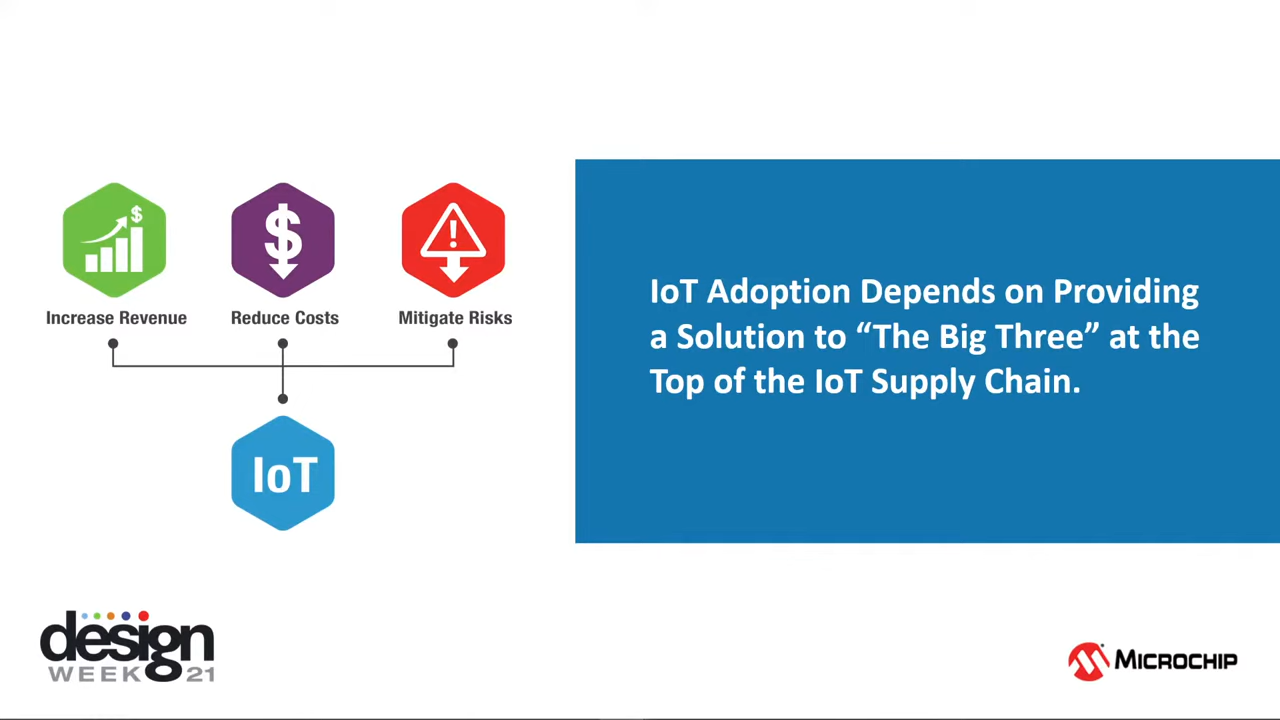 Increase Revenue
Reduce Costs
Mitigate Risks
IoT
IoT Adoption Depends on Providing
a Solution to “The Big Three” at the
Top of the IoT Supply Chain.
design
WEEK 21
MICROCHIP